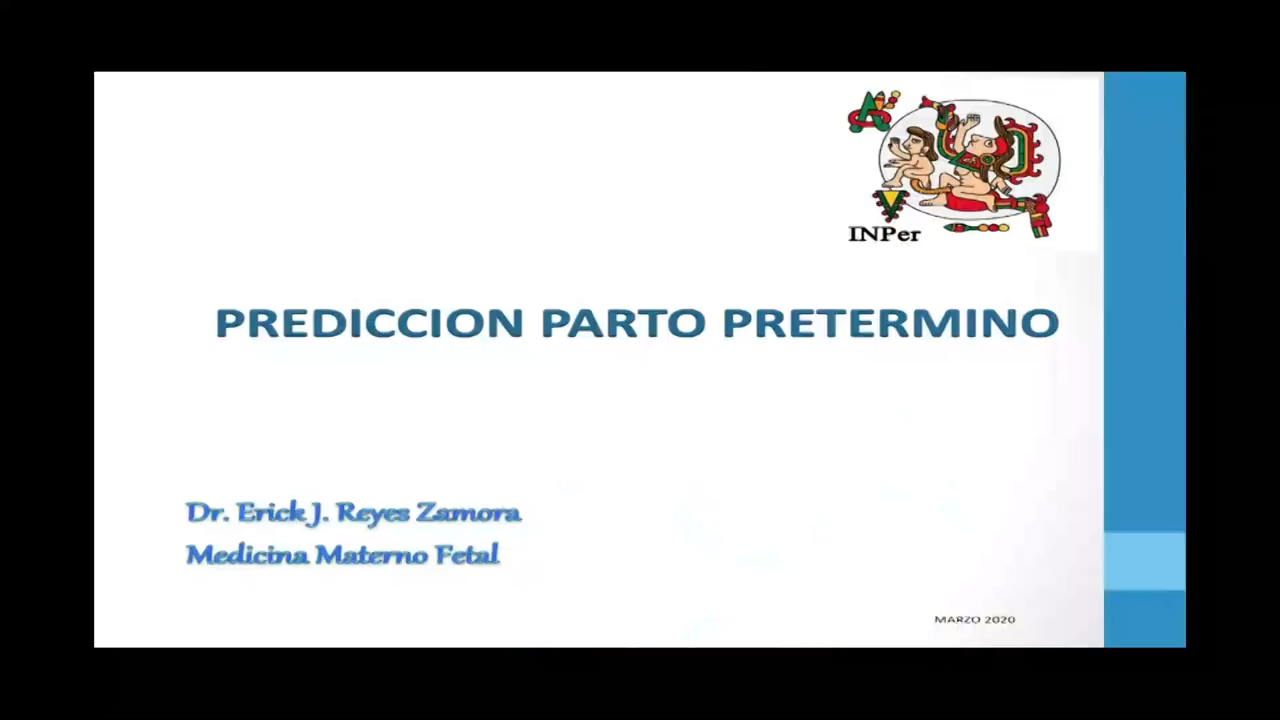 INPer
PREDICCION PARTO PRETERMINO
Dr. Erick J. Reyes Zamora
Medicina Materno Fetal
MARZO 2020